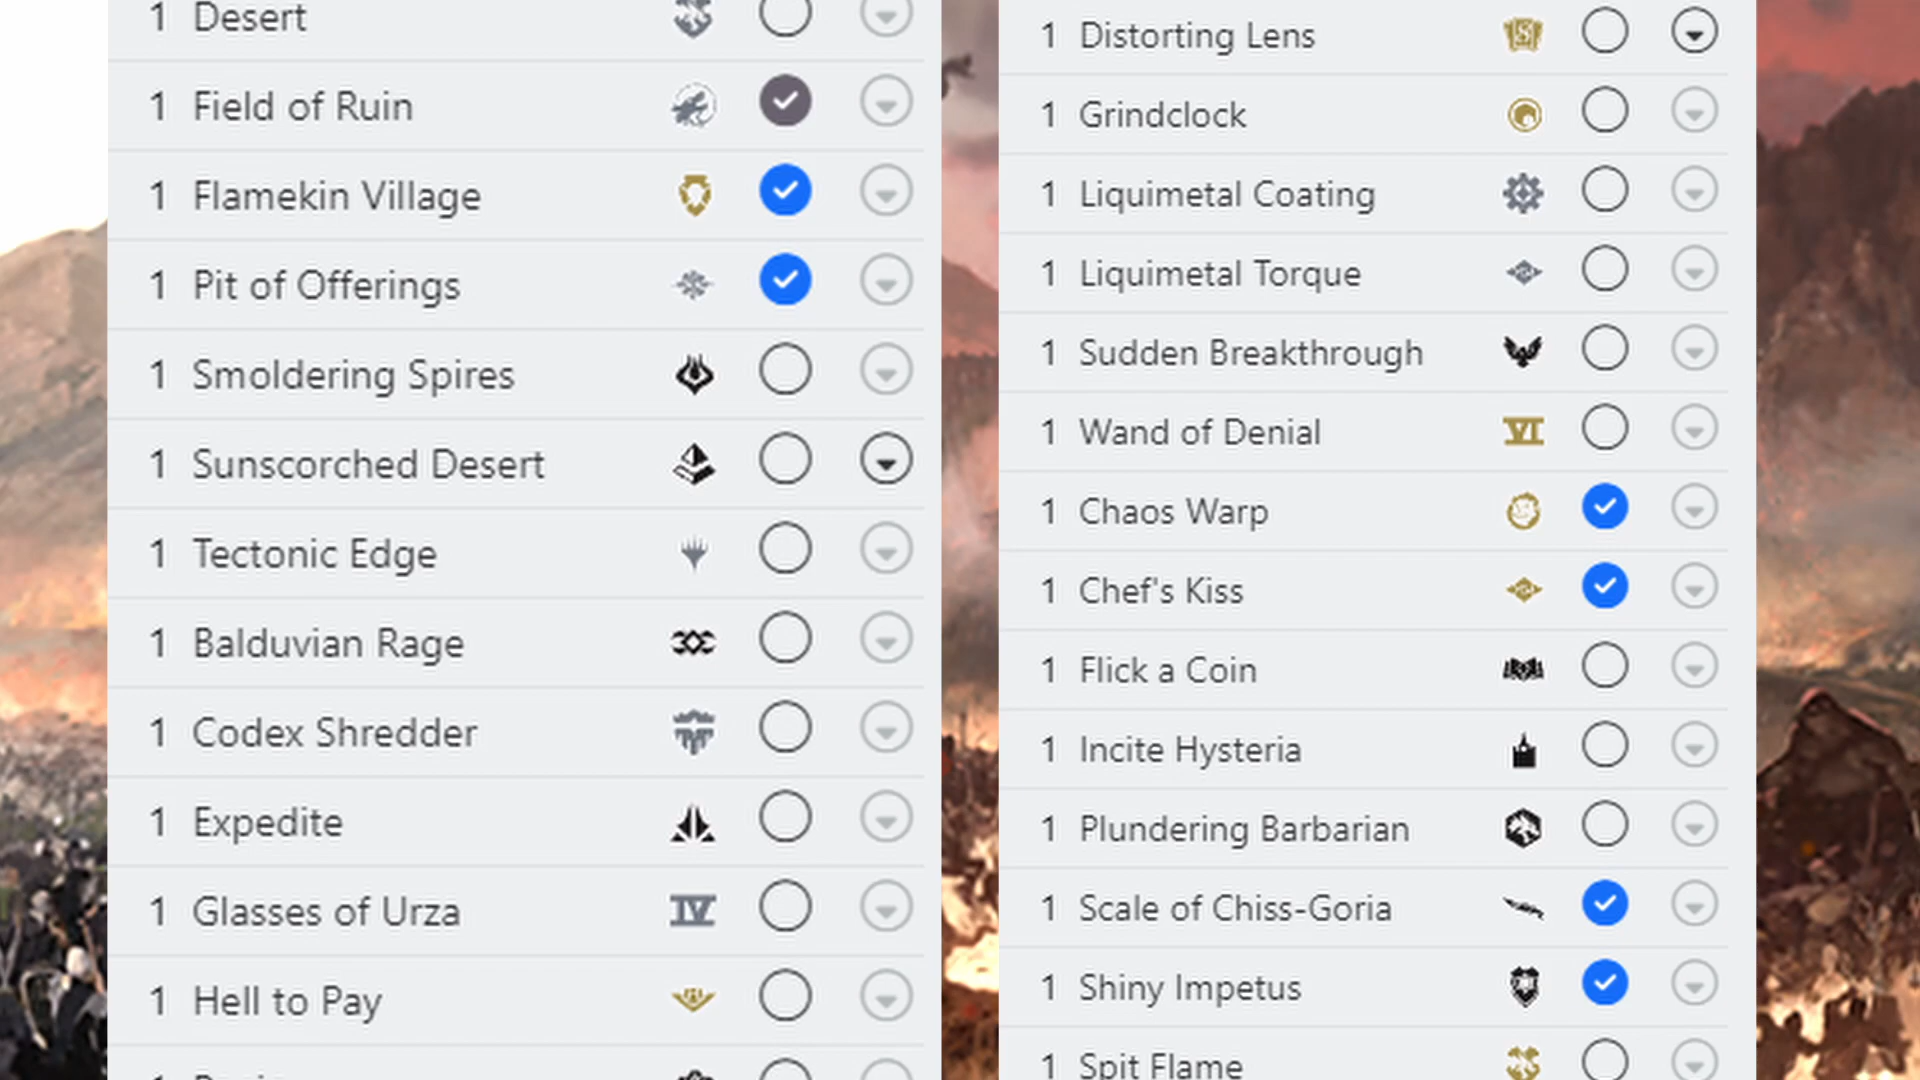 1 Desert
1 Field of Ruin
1 Flamekin Village
1 Pit of Offerings
1 Smoldering Spires
1 Sunscorched Desert
1 Tectonic Edge
1 Balduvian Rage
1 Codex Shredder
1 Expedite
1 Glasses of Urza IV
1 Hell to Pay
1 Distorting Lens
1 Grindclock
1 Liquimetal Coating
1 Liquimetal Torque
1 Sudden Breakthrough
1 Wand of Denial VI
1 Chaos Warp
1 Chef's Kiss
1 Flick a Coin
1 Incite Hysteria
1 Plundering Barbarian
1 Scale of Chiss-Goria
1 Shiny Impetus
1 Spit Flame